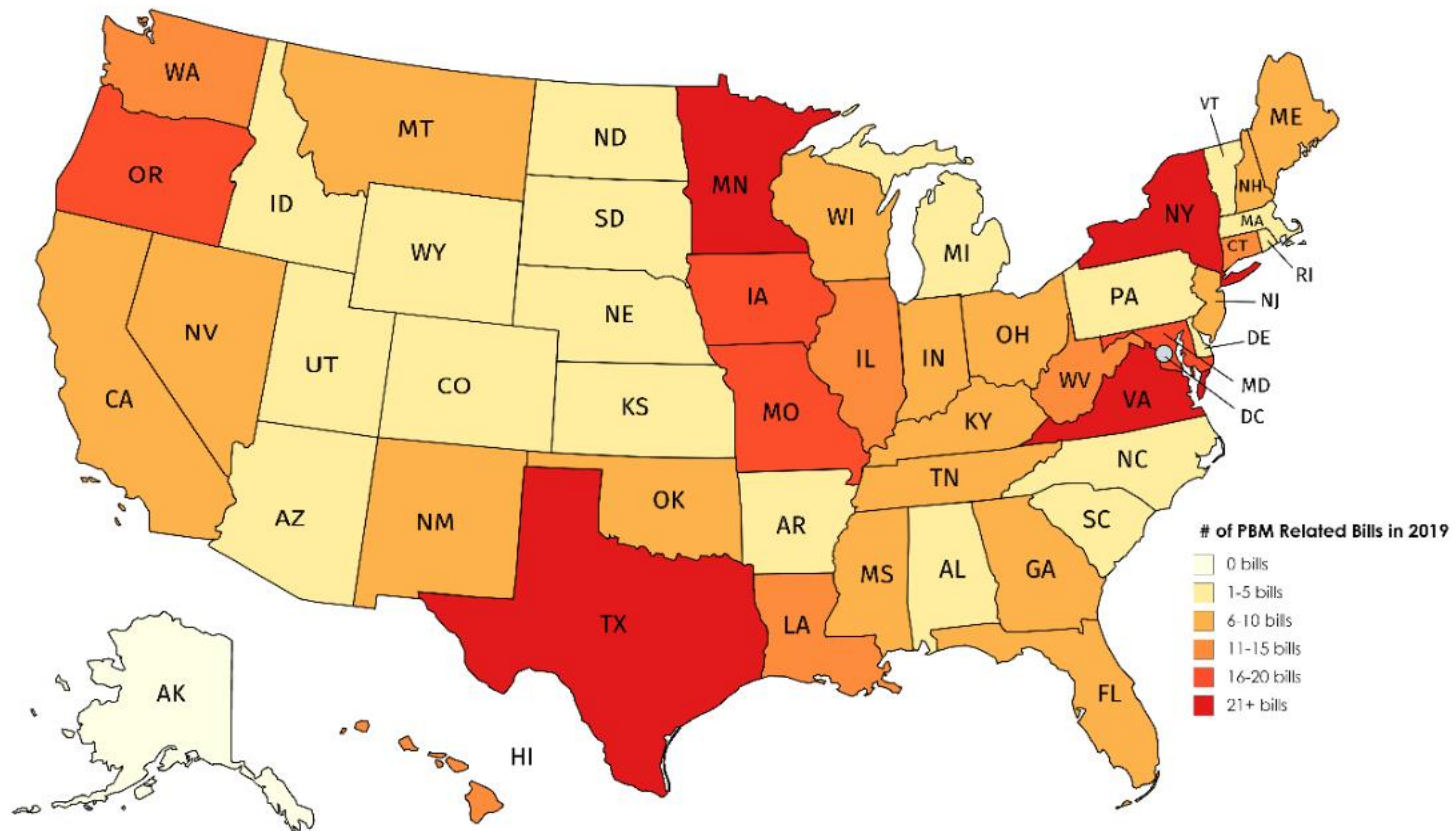 WA
MT
ND
MN
VT
ME
OR
ID
SD
WI
NY
NH
MA
WY
MI
CT
RI
IA
PA
NJ
NE
NV
OH
IL
IN
DE
UT
CO
WV
MD
CA
KS
MO
VA
DC
KY
NC
TN
OK
AZ
NM
AR
SC
# of PBM Related Bills in 2019
MS
AL
GA
0 bills
1-5 bills
TX
LA
6-10 bills
11-15 bills
16-20 bills
AK
FL
21+ bills
HI